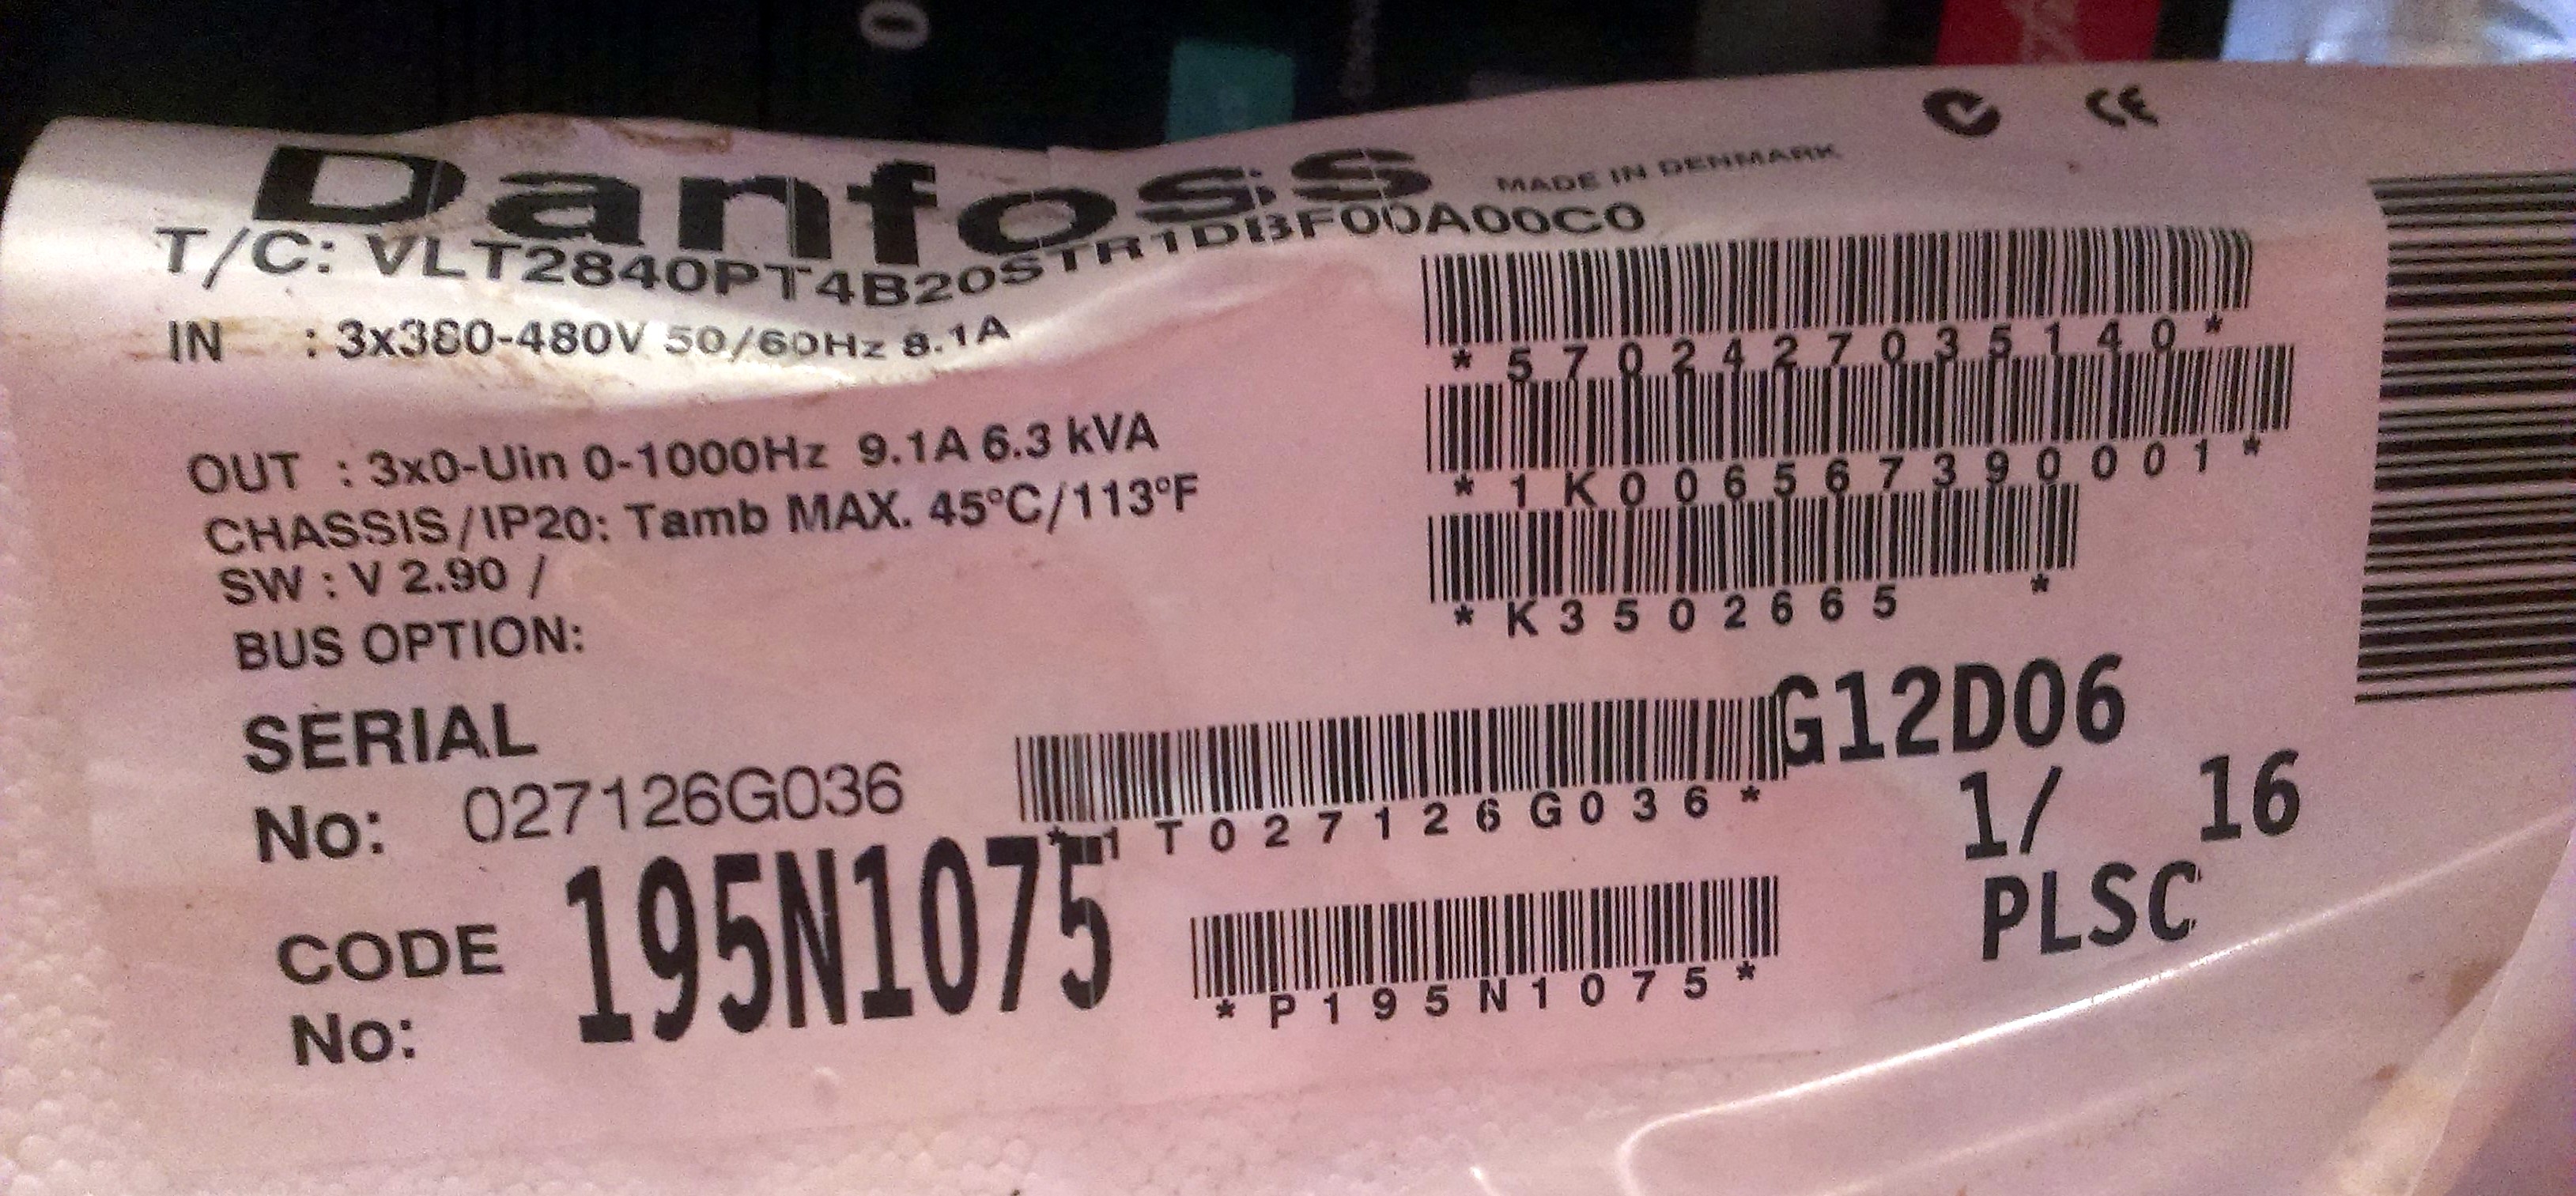 Danfoss MADE IN DENMARK
T/C: VLT2840PT4B20STR1DBF00A00C0
IN : 3x380-480V 50/60Hz 8.1A
OUT : 3x0-Uin 0-1000Hz 9.1A 6.3 kVA
CHASSIS/IP20: Tamb MAX. 45°C/113°F
SW : V 2.90 /
BUS OPTION:
*5702427035140*
*1K006567390001*
*K3502665 *
SERIAL
No: 027126G036
*1T027126G036*
G12D06
1/ 16
PLSC
CODE
No: 195N1075
*P195N1075*
CE